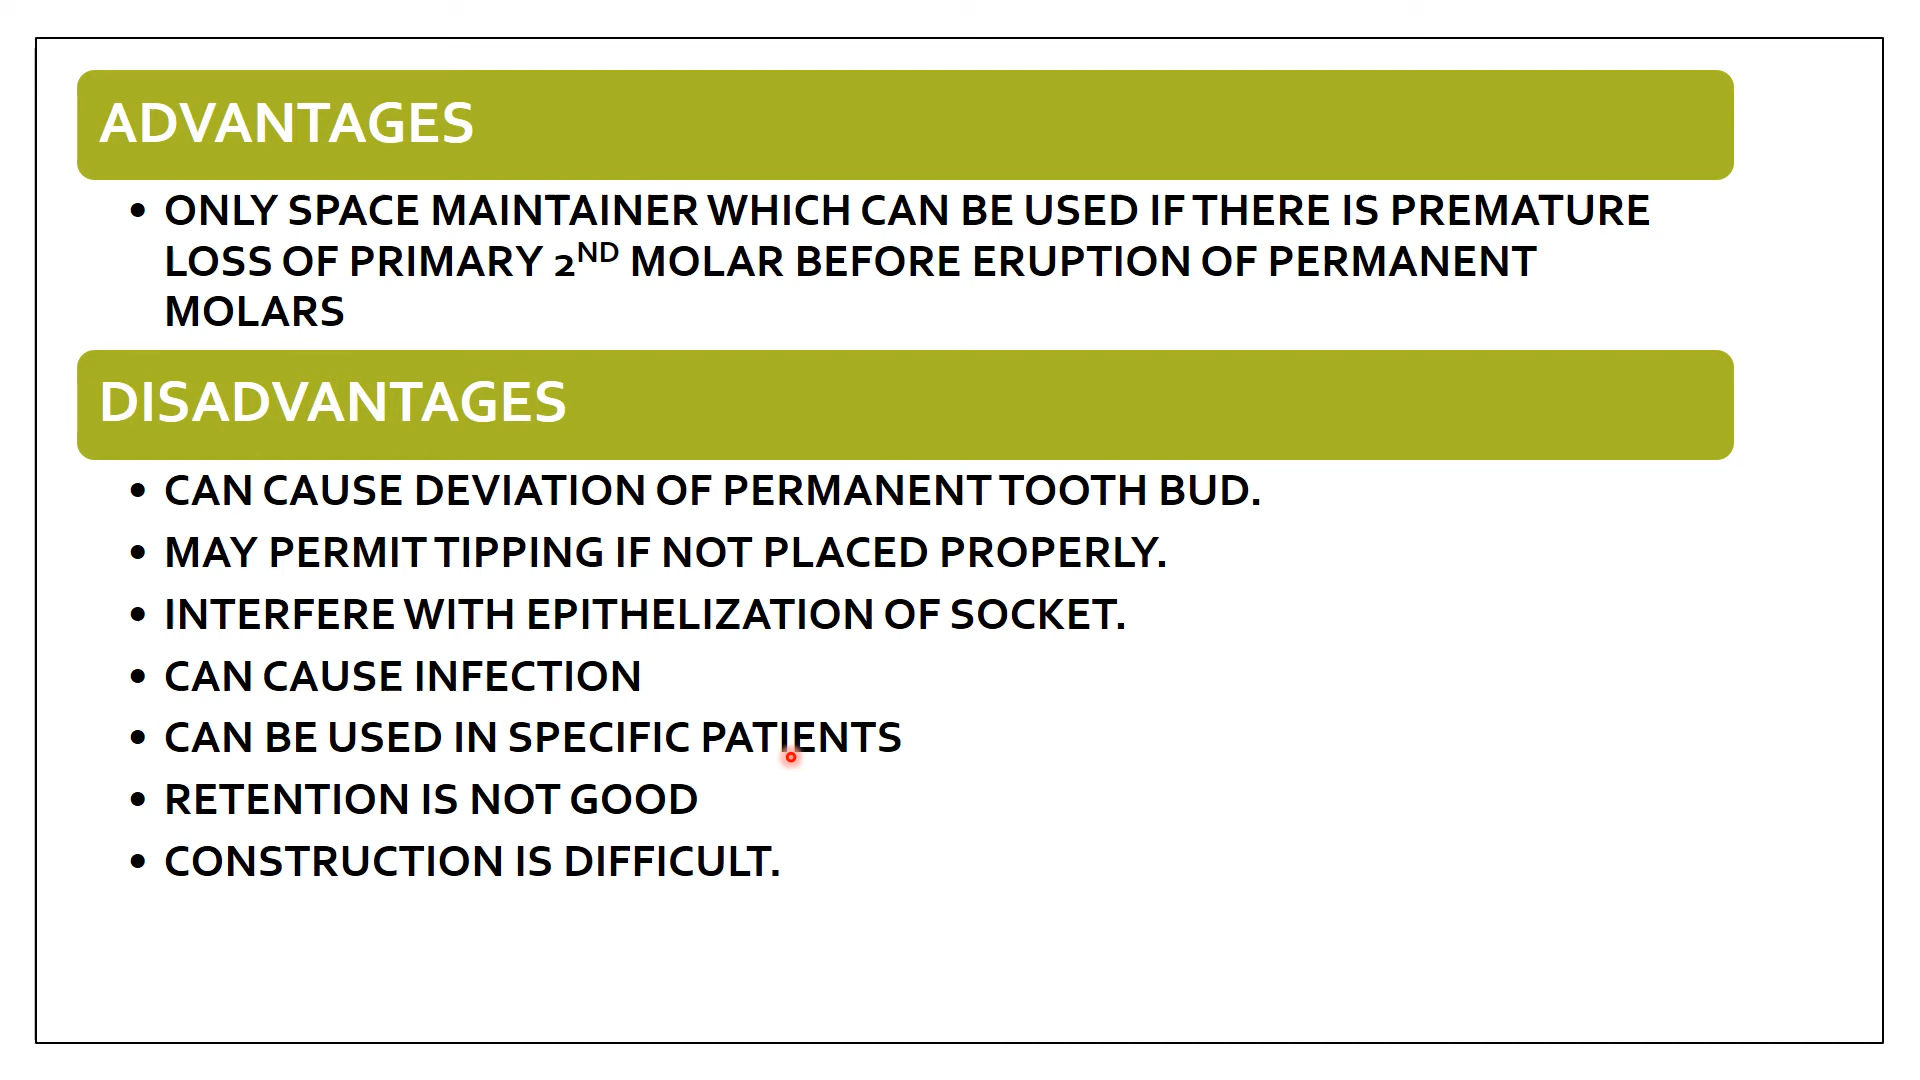 ADVANTAGES
• ONLY SPACE MAINTAINER WHICH CAN BE USED IF THERE IS PREMATURE
LOSS OF PRIMARY 2ND MOLAR BEFORE ERUPTION OF PERMANENT
MOLARS
DISADVANTAGES
• CAN CAUSE DEVIATION OF PERMANENT TOOTH BUD.
• MAY PERMIT TIPPING IF NOT PLACED PROPERLY.
• INTERFERE WITH EPITHELIZATION OF SOCKET.
• CAN CAUSE INFECTION
• CAN BE USED IN SPECIFIC PATIENTS
• RETENTION IS NOT GOOD
• CONSTRUCTION IS DIFFICULT.